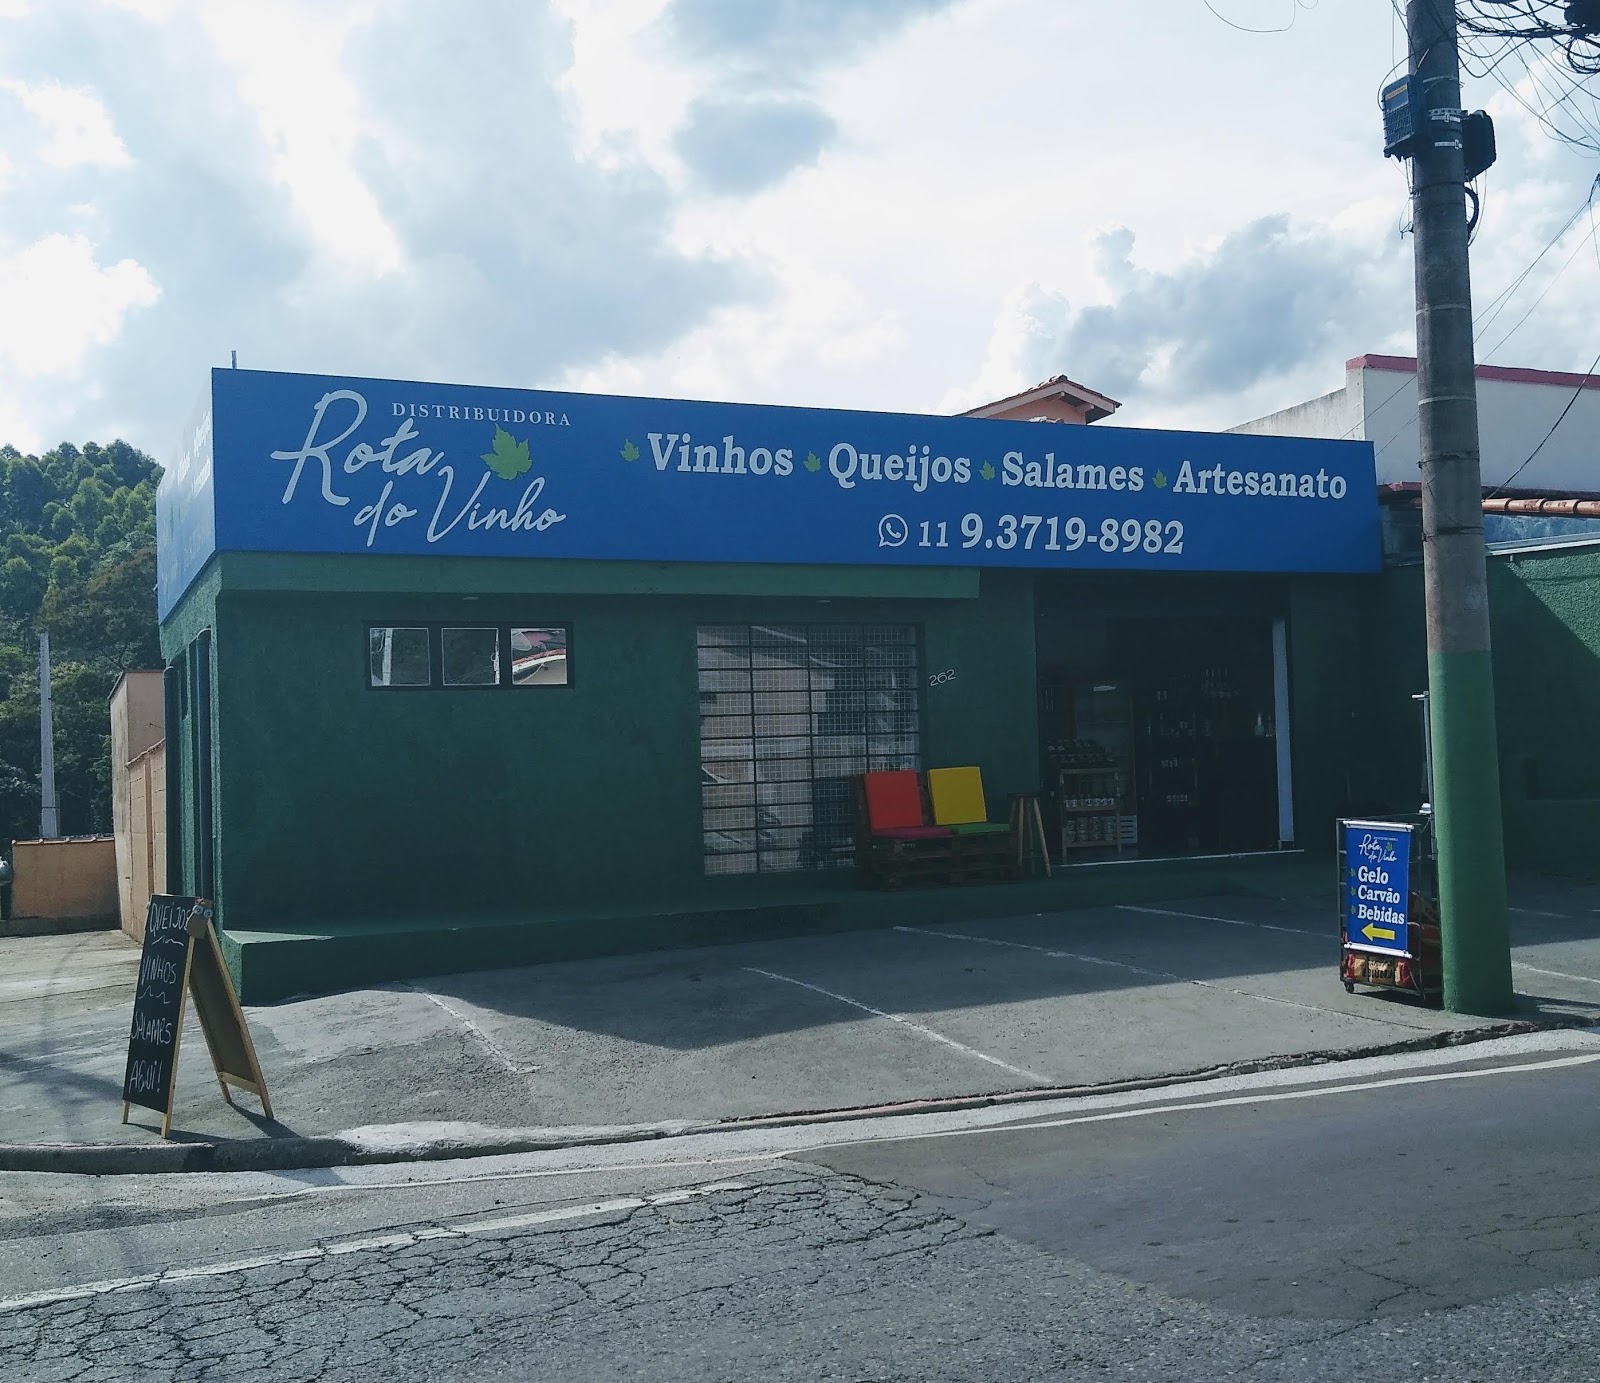 DISTRIBUIDORA
Rota
do Vinho
Vinhos Queijos Salames Artesanato
11 9.3719-8982
262
QUEIJOS
VINHOS
SALAMES
AQUI!
Rota
do Vinho
Gelo
Carvão
Bebidas